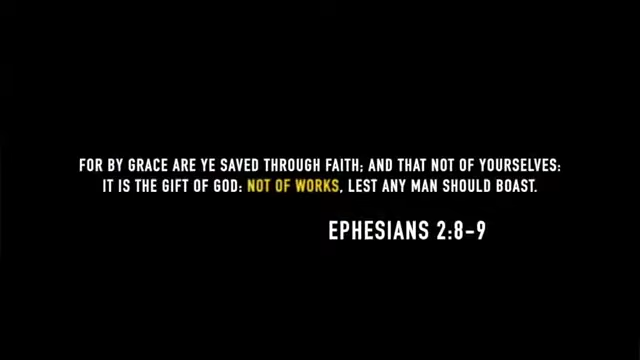 FOR BY GRACE ARE YE SAVED THROUGH FAITH; AND THAT NOT OF YOURSELVES:
IT IS THE GIFT OF GOD: NOT OF WORKS, LEST ANY MAN SHOULD BOAST.
EPHESIANS 2:8-9